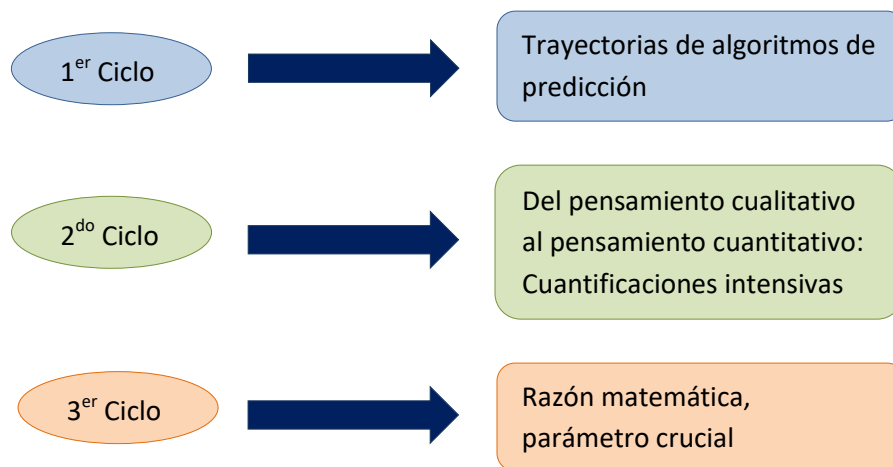 1er Ciclo
Trayectorias de algoritmos de
predicción
2do Ciclo
Del pensamiento cualitativo
al pensamiento cuantitativo:
Cuantificaciones intensivas
3er Ciclo
Razón matemática,
parámetro crucial